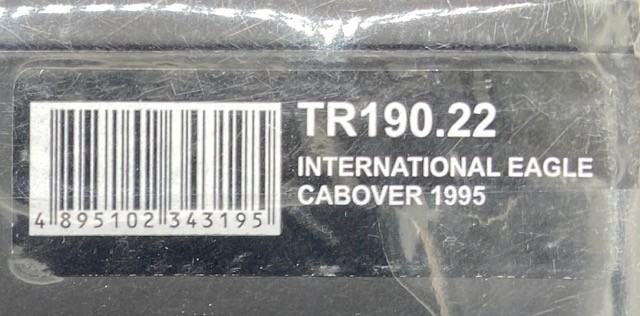 TR190.22
INTERNATIONAL EAGLE
CABOVER 1995
4 895102 343195